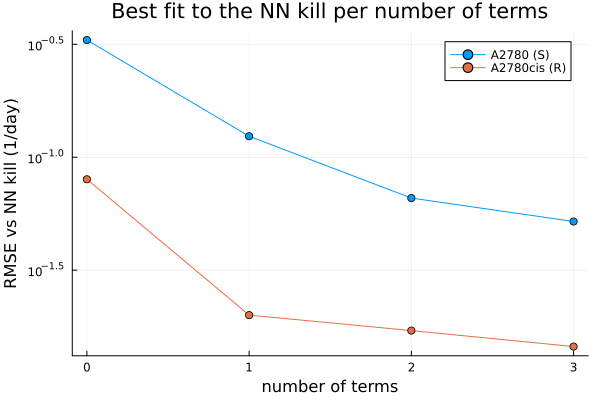 Best fit to the NN kill per number of terms
RMSE vs NN kill (1/day)
10^−0.5
10^−1.0
10^−1.5
A2780 (S)
A2780cis (R)
0 1 2 3
number of terms